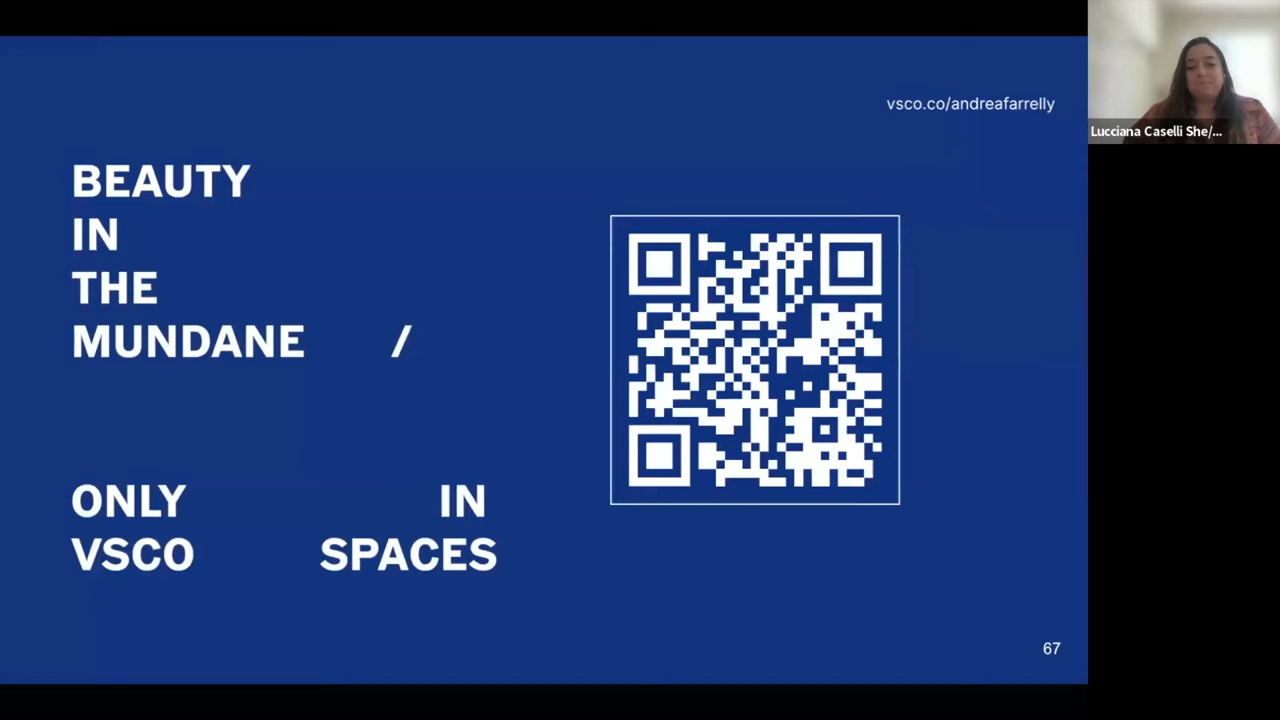 vsco.co/andreafarrelly
BEAUTY
IN
THE
MUNDANE /
ONLY IN
VSCO SPACES
67
Lucciana Caselli She/...